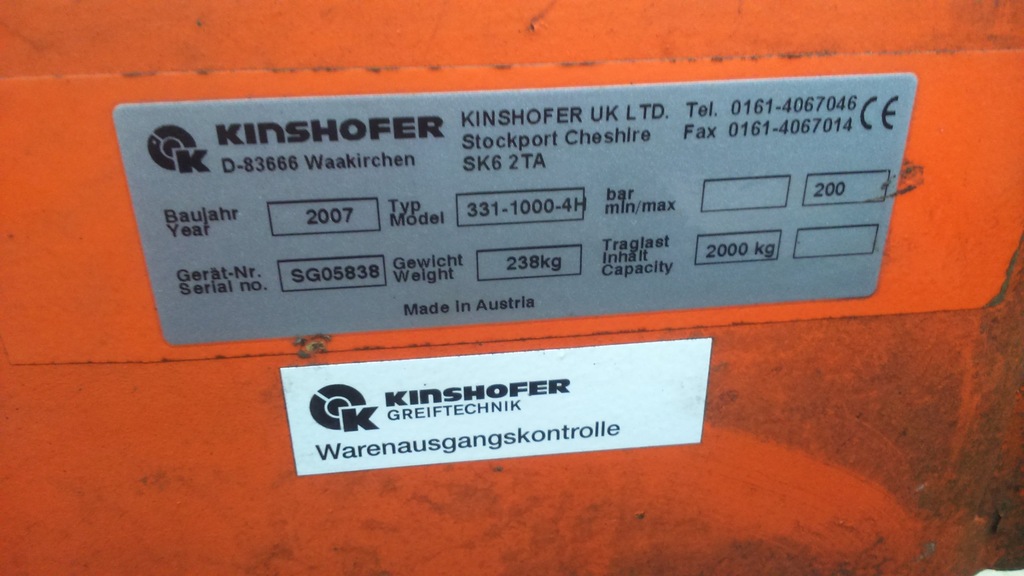 KINSHOFER
D-83666 Waakirchen
KINSHOFER UK LTD.
Stockport Cheshire
SK6 2TA
Tel. 0161-4067046
Fax 0161-4067014
CE
Baujahr
Year
2007
Typ
Model
331-1000-4H
bar
min/max
200
Gerät-Nr.
Serial no.
SG05838
Gewicht
Weight
238kg
Traglast
Inhalt
Capacity
2000 kg
Made in Austria
KINSHOFER
GREIFTECHNIK
Warenausgangskontrolle